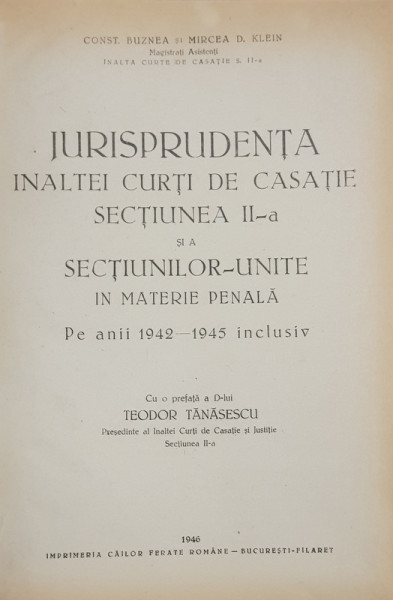 CONST. BUZNEA ȘI MIRCEA D. KLEIN
Magistrați Asistenți
INALTA CURTE DE CASAȚIE S. II-a
JURISPRUDENȚA
INALTEI CURȚI DE CASAȚIE
SECȚIUNEA II-a
ȘI A
SECȚIUNILOR-UNITE
IN MATERIE PENALĂ
Pe anii 1942—1945 inclusiv
Cu o prefață a D-lui
TEODOR TĂNĂSESCU
Președinte al Inaltei Curți de Casație și Justiție
Secțiunea II-a
1946
IMPRIMERIA CĂILOR FERATE ROMÂNE — BUCUREȘTI-FILARET